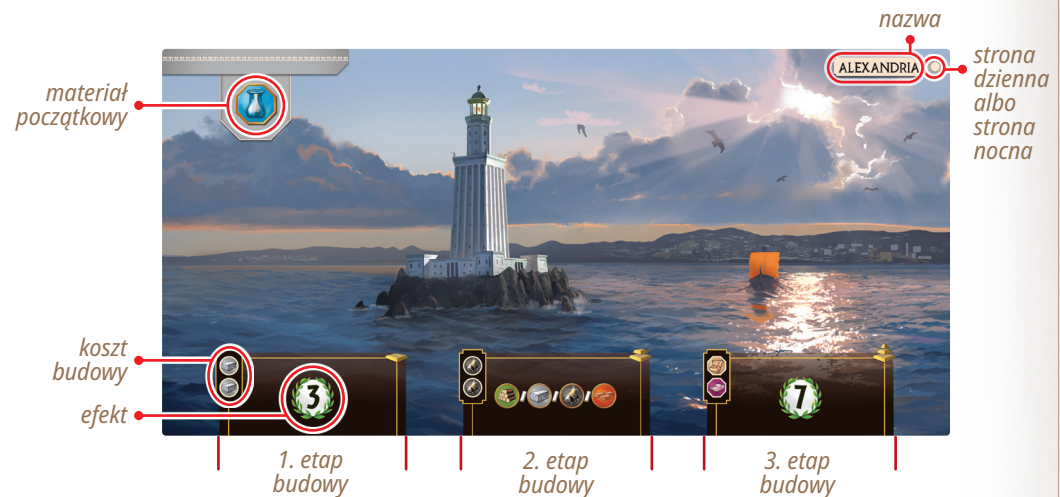 nazwa
ALEXANDRIA
strona
dzienna
albo
strona
nocna
materiał
początkowy
koszt
budowy
efekt
3
7
1. etap
budowy
2. etap
budowy
3. etap
budowy